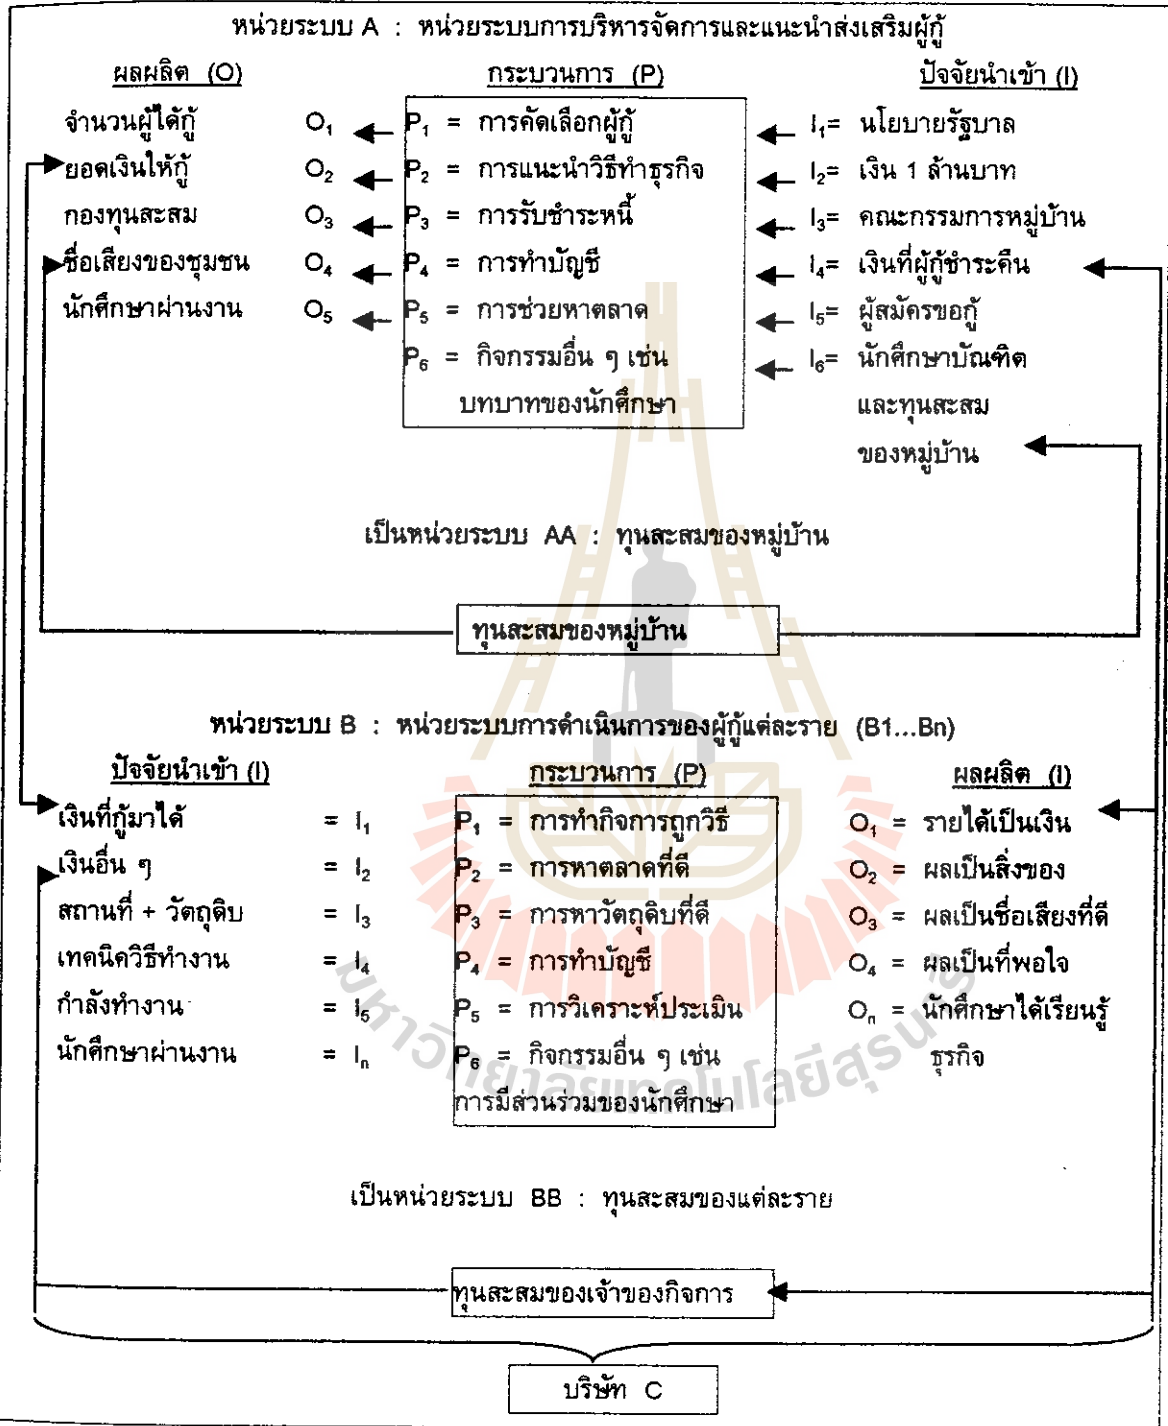 หน่วยระบบ A : หน่วยระบบการบริหารจัดการและแนะนำส่งเสริมผู้กู้
ผลผลิต (O) กระบวนการ (P) ปัจจัยนำเข้า (I)
จำนวนผู้ได้กู้ O₁ P₁ = การคัดเลือกผู้กู้ I₁= นโยบายรัฐบาล
ยอดเงินให้กู้ O₂ P₂ = การแนะนำวิธีทำธุรกิจ I₂= เงิน 1 ล้านบาท
กองทุนสะสม O₃ P₃ = การรับชำระหนี้ I₃= คณะกรรมการหมู่บ้าน
ชื่อเสียงของชุมชน O₄ P₄ = การทำบัญชี I₄= เงินที่ผู้กู้ชำระคืน
นักศึกษาผ่านงาน O₅ P₅ = การช่วยหาตลาด I₅= ผู้สมัครขอกู้
P₆ = กิจกรรมอื่น ๆ เช่น I₆= นักศึกษาบัณฑิต
บทบาทของนักศึกษา และทุนสะสม
ของหมู่บ้าน
เป็นหน่วยระบบ AA : ทุนสะสมของหมู่บ้าน
ทุนสะสมของหมู่บ้าน
หน่วยระบบ B : หน่วยระบบการดำเนินการของผู้กู้แต่ละราย (B1...Bn)
ปัจจัยนำเข้า (I) กระบวนการ (P) ผลผลิต (I)
เงินที่กู้มาได้ = I₁ P₁ = การทำกิจการถูกวิธี O₁ = รายได้เป็นเงิน
เงินอื่น ๆ = I₂ P₂ = การหาตลาดที่ดี O₂ = ผลเป็นสิ่งของ
สถานที่ + วัตถุดิบ = I₃ P₃ = การหาวัตถุดิบที่ดี O₃ = ผลเป็นชื่อเสียงที่ดี
เทคนิควิธีทำงาน = I₄ P₄ = การทำบัญชี O₄ = ผลเป็นที่พอใจ
กำลังทำงาน = I₅ P₅ = การวิเคราะห์ประเมิน Oₙ = นักศึกษาได้เรียนรู้
นักศึกษาผ่านงาน = Iₙ P₆ = กิจกรรมอื่น ๆ เช่น ธุรกิจ
การมีส่วนร่วมของนักศึกษา
มหาวิทยาลัยเทคโนโลยีสุรนารี
เป็นหน่วยระบบ BB : ทุนสะสมของแต่ละราย
ทุนสะสมของเจ้าของกิจการ
บริษัท C